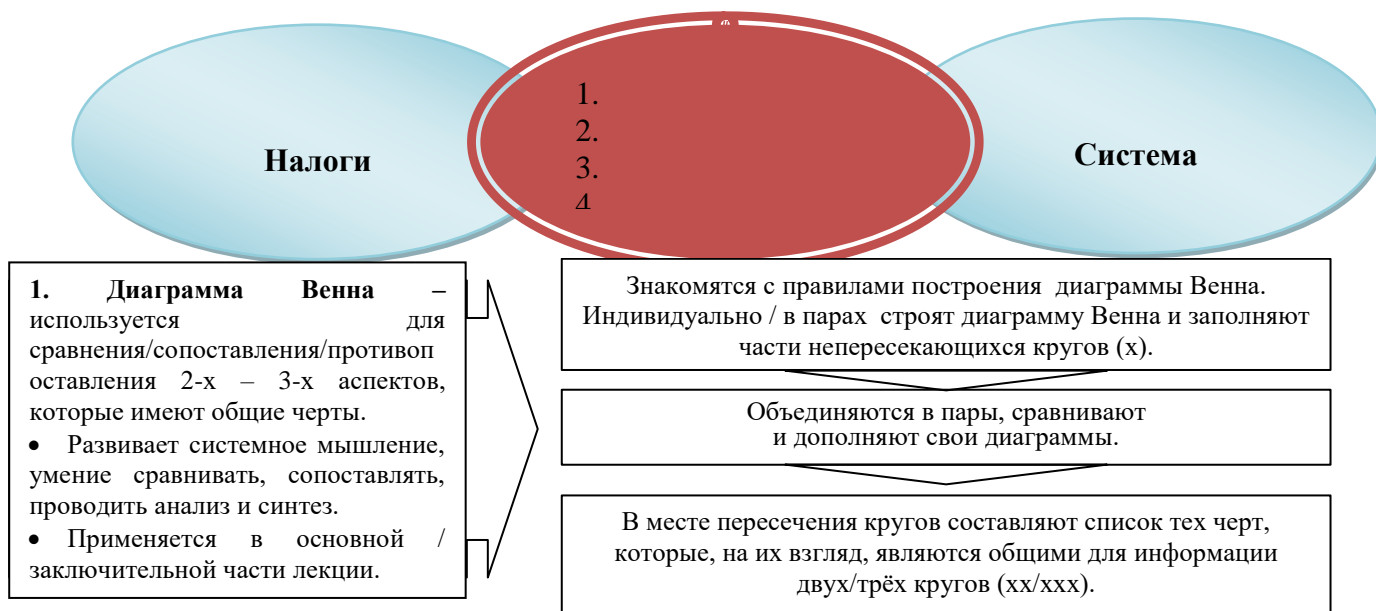 Налоги
1.
2.
3.
4
Система
1. Диаграмма Венна –
используется для
сравнения/сопоставления/противоп
оставления 2-х – 3-х аспектов,
которые имеют общие черты.
• Развивает системное мышление,
умение сравнивать, сопоставлять,
проводить анализ и синтез.
• Применяется в основной /
заключительной части лекции.
Знакомятся с правилами построения диаграммы Венна.
Индивидуально / в парах строят диаграмму Венна и заполняют
части непересекающихся кругов (х).
Объединяются в пары, сравнивают
и дополняют свои диаграммы.
В месте пересечения кругов составляют список тех черт,
которые, на их взгляд, являются общими для информации
двух/трёх кругов (хх/ххх).